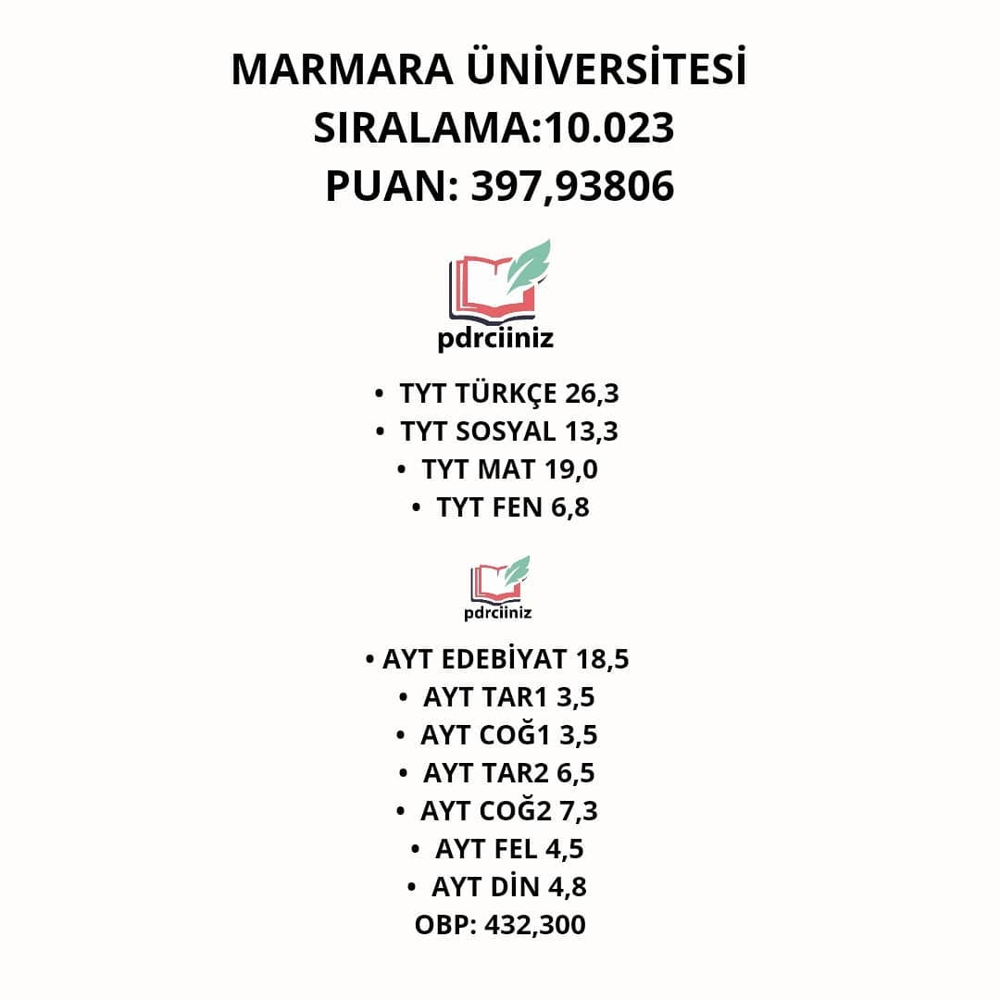 MARMARA ÜNİVERSİTESİ
SIRALAMA:10.023
PUAN: 397,93806
pdrciiniz
• TYT TÜRKÇE 26,3
• TYT SOSYAL 13,3
• TYT MAT 19,0
• TYT FEN 6,8
pdrciiniz
• AYT EDEBİYAT 18,5
• AYT TAR1 3,5
• AYT COĞ1 3,5
• AYT TAR2 6,5
• AYT COĞ2 7,3
• AYT FEL 4,5
• AYT DİN 4,8
OBP: 432,300